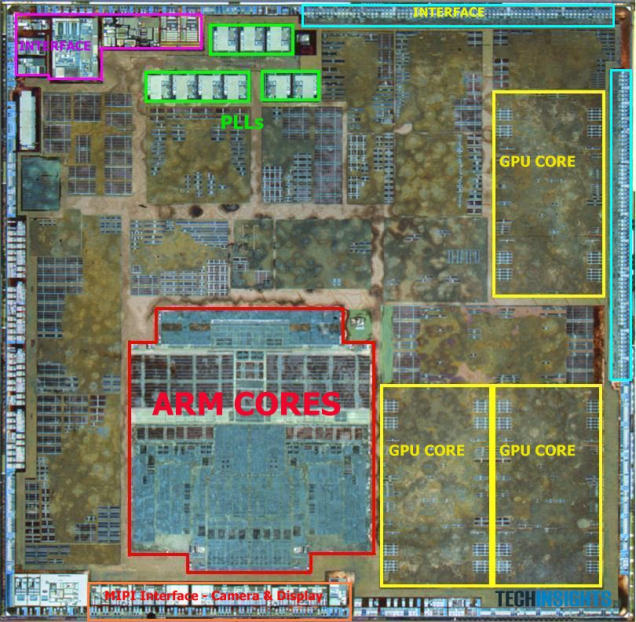 INTERFACE
INTERFACE
PLLs
GPU CORE
ARM CORES
GPU CORE
GPU CORE
MIPI Interface - Camera & Display
TECHINSIGHTS